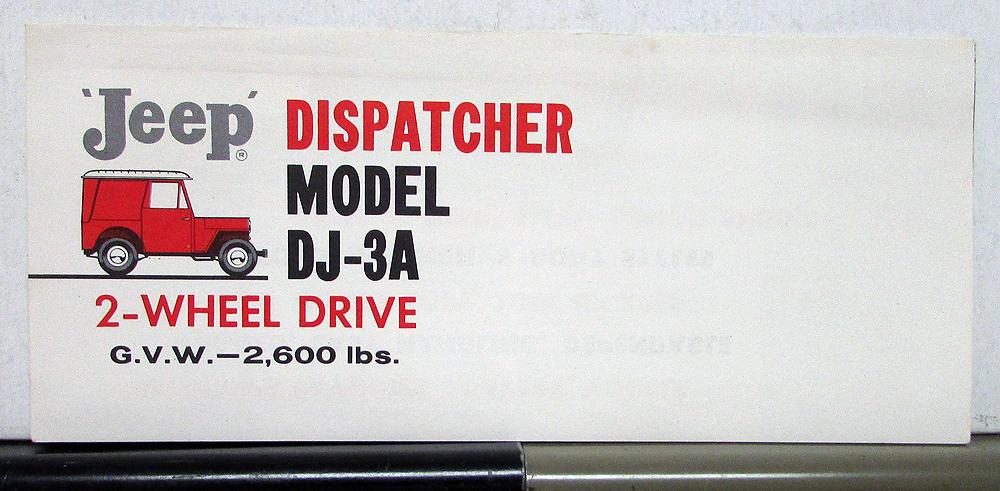 'Jeep'® DISPATCHER
MODEL
DJ-3A
2-WHEEL DRIVE
G.V.W.—2,600 lbs.